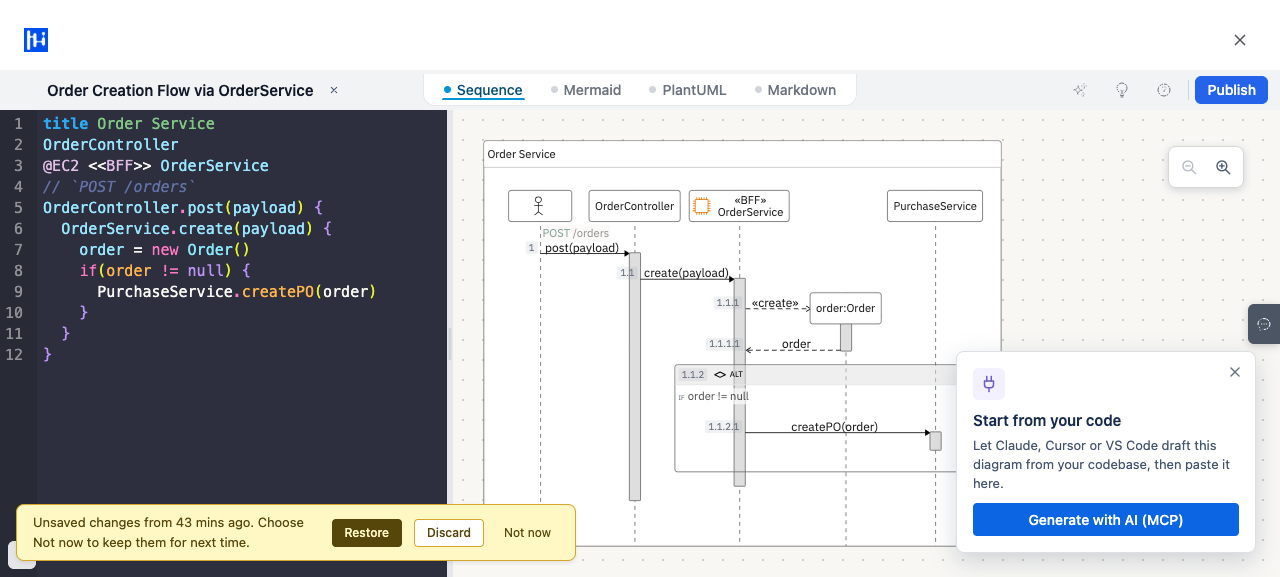 Order Creation Flow via OrderService ×
Sequence
Mermaid
PlantUML
Markdown
Publish
1 title Order Service
2 OrderController
3 @EC2 <<BFF>> OrderService
4 // `POST /orders`
5 OrderController.post(payload) {
6 OrderService.create(payload) {
7 order = new Order()
8 if(order != null) {
9 PurchaseService.createPO(order)
10 }
11 }
12 }
Order Service
OrderController
«BFF»
OrderService
PurchaseService
POST /orders
1 post(payload)
1.1 create(payload)
1.1.1 «create»
order:Order
1.1.1.1 order
1.1.2 ALT
IF order != null
1.1.2.1 createPO(order)
Start from your code
Let Claude, Cursor or VS Code draft this
diagram from your codebase, then paste it
here.
Generate with AI (MCP)
Unsaved changes from 43 mins ago. Choose
Not now to keep them for next time.
Restore
Discard
Not now